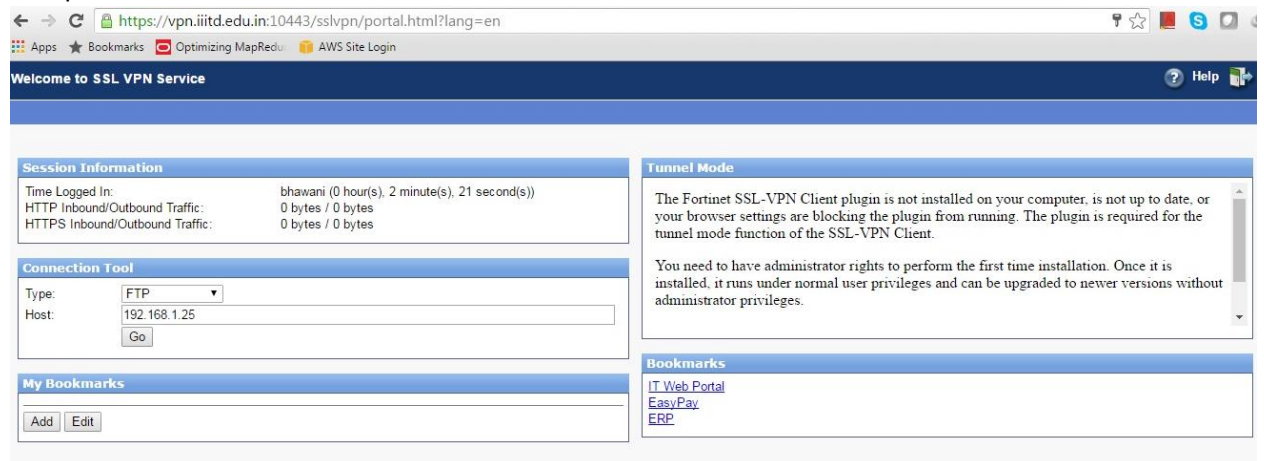 https://vpn.iiitd.edu.in:10443/sslvpn/portal.html?lang=en
Apps Bookmarks Optimizing MapRedu AWS Site Login
Welcome to SSL VPN Service
Help
Session Information
Time Logged In: bhawani (0 hour(s), 2 minute(s), 21 second(s))
HTTP Inbound/Outbound Traffic: 0 bytes / 0 bytes
HTTPS Inbound/Outbound Traffic: 0 bytes / 0 bytes
Connection Tool
Type: FTP
Host: 192.168.1.25
Go
My Bookmarks
Add Edit
Tunnel Mode
The Fortinet SSL-VPN Client plugin is not installed on your computer, is not up to date, or
your browser settings are blocking the plugin from running. The plugin is required for the
tunnel mode function of the SSL-VPN Client.
You need to have administrator rights to perform the first time installation. Once it is
installed, it runs under normal user privileges and can be upgraded to newer versions without
administrator privileges.
Bookmarks
IT Web Portal
EasyPay
ERP